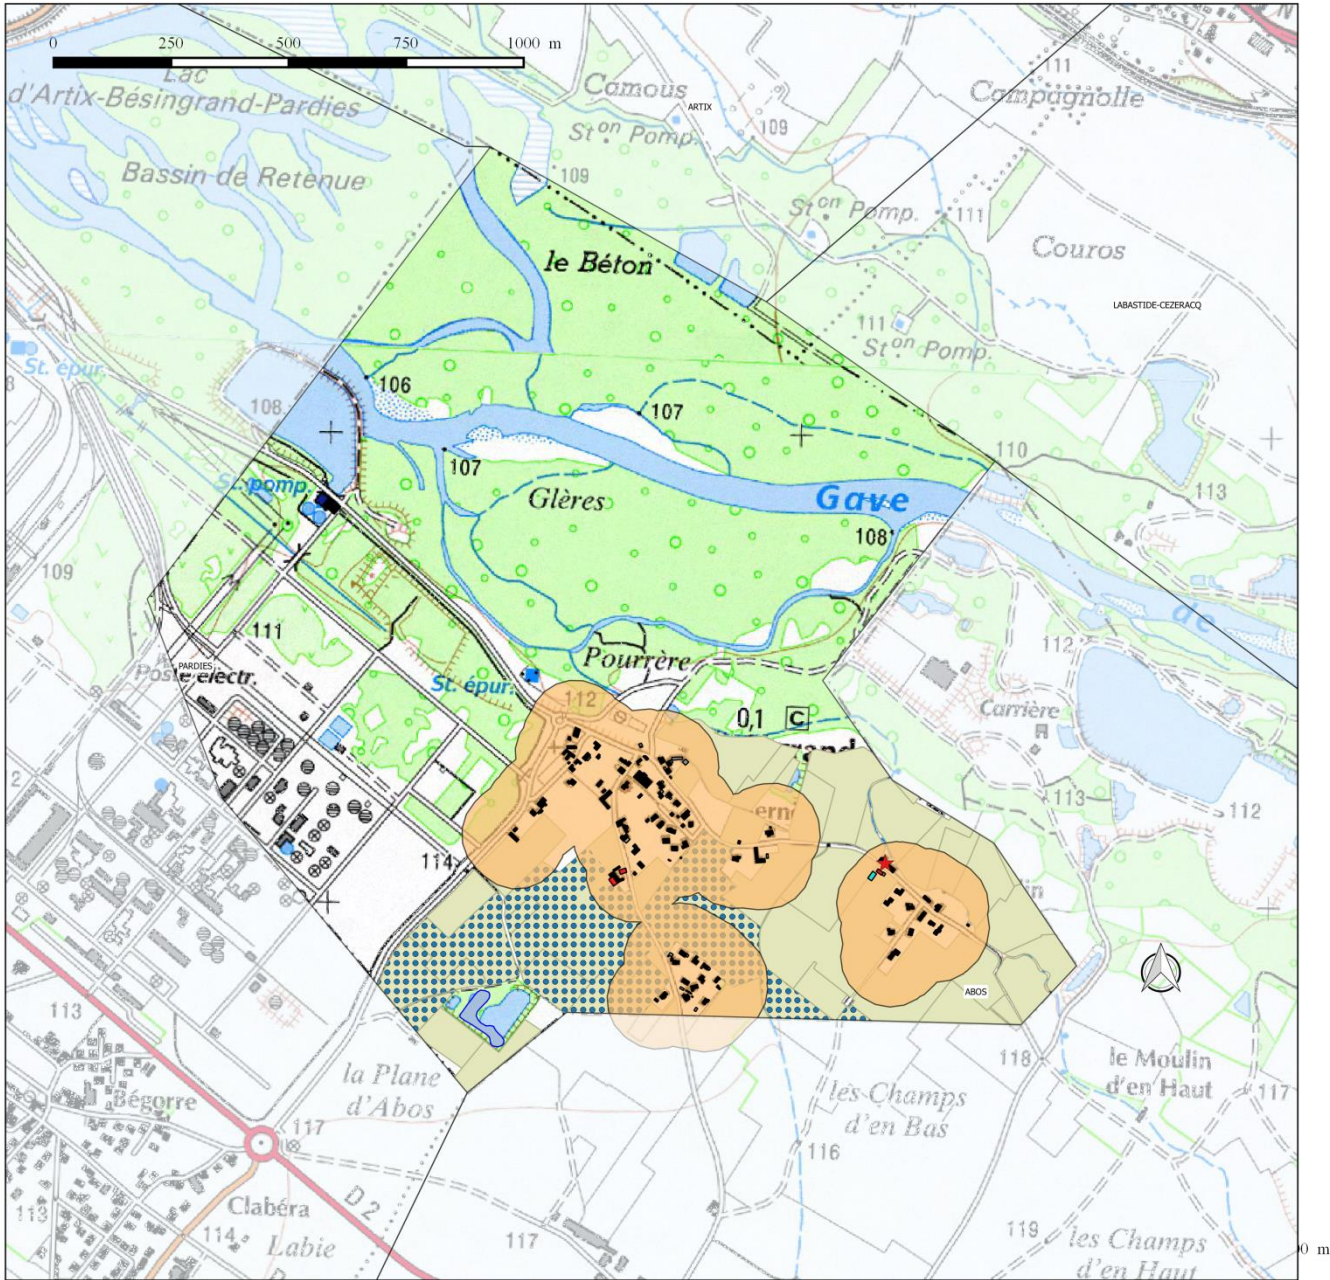 0 250 500 750 1000 m
Lac
d'Artix-Bésingrand-Pardies
Bassin de Retenue
Camous
ARTIX
St on Pomp.
109
109
111
Campagnolle
N
St on Pomp.
111
Couros
LABASTIDE-CEZERACQ
111
St on Pomp.
le Béton
St. épur.
106
108
107
107
110
113
Glères
Gave
St. pomp.
108
de
109
111
112
Pourrère
PARDIES
Poste électr.
St. épur.
112
0,1 C
Carrière
113
112
114
ABOS
113
la Plane
d'Abos
118
le Moulin
d'en Haut
117
Bégorre
117
les Champs
d'en Bas
116
Clabéra
D 2
113
114
Labie
117
119
les Champs
d'en Haut
0 m